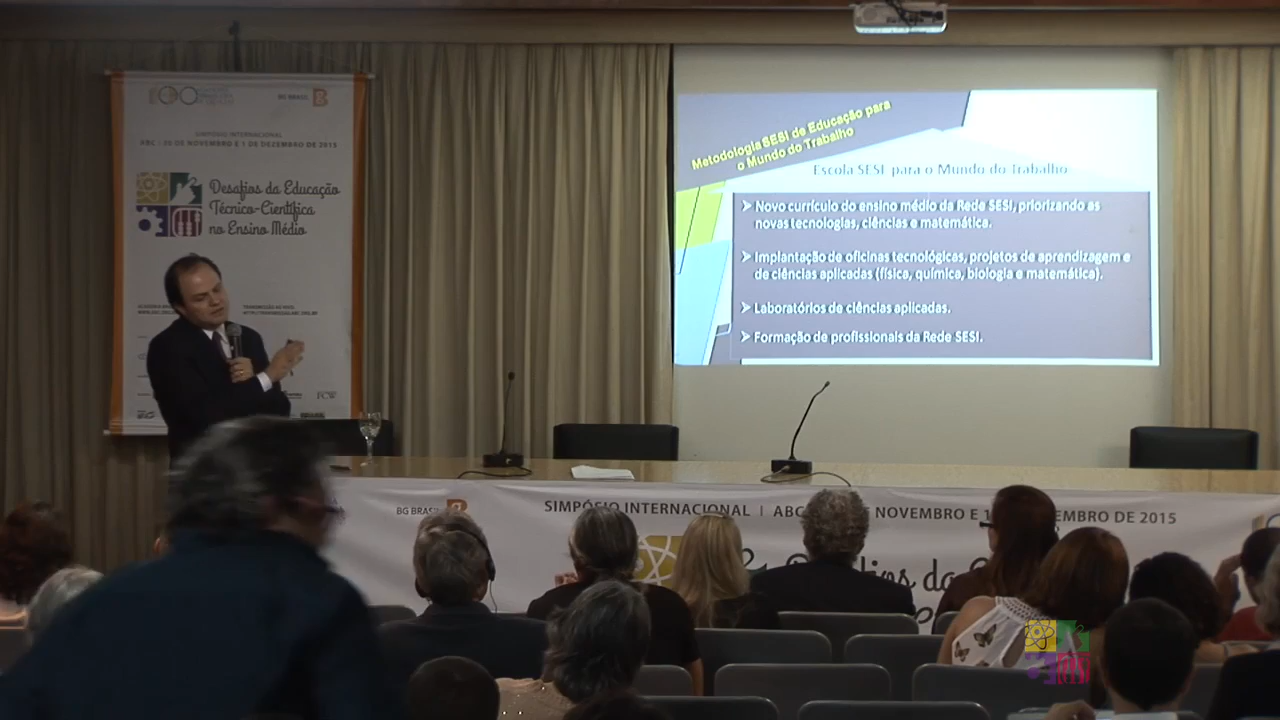 BG BRASIL
SIMPÓSIO INTERNACIONAL
ABC | 30 DE NOVEMBRO E 1 DE DEZEMBRO DE 2015
Desafios da Educação
Técnico-Científica
no Ensino Médio
Metodologia SESI de Educação para
o Mundo do Trabalho
Escola SESI para o Mundo do Trabalho
➤ Novo currículo do ensino médio da Rede SESI, priorizando as
novas tecnologias, ciências e matemática.
➤ Implantação de oficinas tecnológicas, projetos de aprendizagem e
de ciências aplicadas (física, química, biologia e matemática).
➤ Laboratórios de ciências aplicadas.
➤ Formação de profissionais da Rede SESI.
BG BRASIL
SIMPÓSIO INTERNACIONAL | ABC NOVEMBRO E 1 EMBRO DE 2015
da